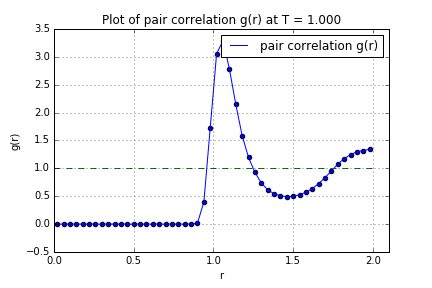 Plot of pair correlation g(r) at T = 1.000
pair correlation g(r)
3.5
3.0
2.5
2.0
1.5
1.0
0.5
0.0
−0.5
g(r)
0.0 0.5 1.0 1.5 2.0
r